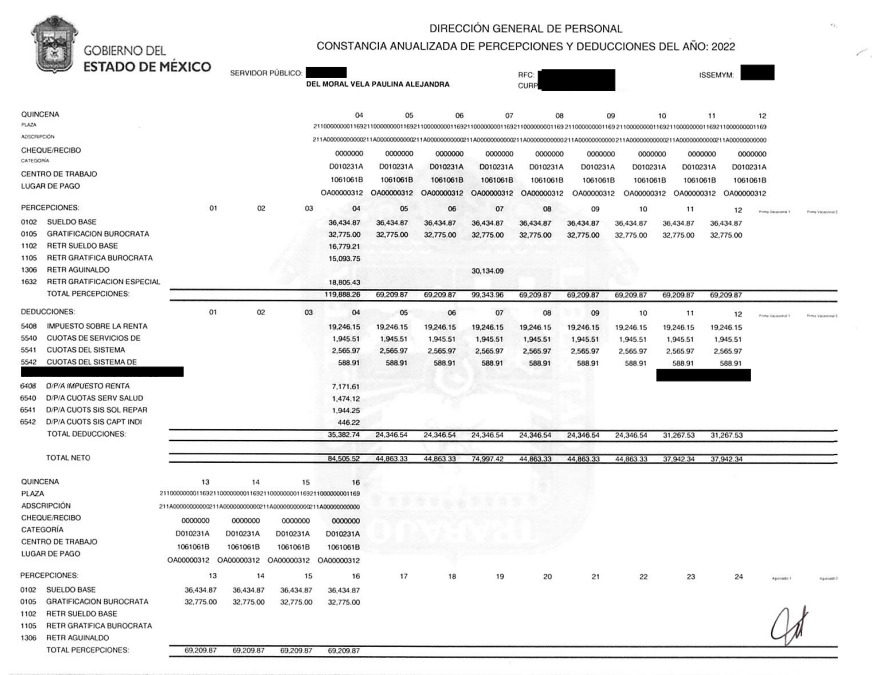 DIRECCIÓN GENERAL DE PERSONAL
CONSTANCIA ANUALIZADA DE PERCEPCIONES Y DEDUCCIONES DEL AÑO: 2022
GOBIERNO DEL
ESTADO DE MÉXICO
SERVIDOR PÚBLICO: RFC: ISSEMYM:
DEL MORAL VELA PAULINA ALEJANDRA CURP
QUINCENA 04 05 06 07 08 09 10 11 12
PLAZA
ADSCRIPCIÓN
CHEQUE/RECIBO 0000000 0000000 0000000 0000000 0000000 0000000 0000000 0000000 0000000
CATEGORÍA D010231A D010231A D010231A D010231A D010231A D010231A D010231A D010231A D010231A
CENTRO DE TRABAJO 1061061B 1061061B 1061061B 1061061B 1061061B 1061061B 1061061B 1061061B 1061061B
LUGAR DE PAGO OA00000312 OA00000312 OA00000312 OA00000312 OA00000312 OA00000312 OA00000312 OA00000312 OA00000312
PERCEPCIONES: 01 02 03 04 05 06 07 08 09 10 11 12 Prima Vacacional 1 Prima Vacacional 2
0102 SUELDO BASE 36,434.87 36,434.87 36,434.87 36,434.87 36,434.87 36,434.87 36,434.87 36,434.87 36,434.87
0105 GRATIFICACION BUROCRATA 32,775.00 32,775.00 32,775.00 32,775.00 32,775.00 32,775.00 32,775.00 32,775.00 32,775.00
1102 RETR SUELDO BASE 16,779.21
1105 RETR GRATIFICA BUROCRATA 15,093.75
1306 RETR AGUINALDO 30,134.09
1632 RETR GRATIFICACION ESPECIAL 18,805.43
TOTAL PERCEPCIONES: 119,888.26 69,209.87 69,209.87 99,343.96 69,209.87 69,209.87 69,209.87 69,209.87 69,209.87
DEDUCCIONES: 01 02 03 04 05 06 07 08 09 10 11 12 Prima Vacacional 1 Prima Vacacional 2
5408 IMPUESTO SOBRE LA RENTA 19,246.15 19,246.15 19,246.15 19,246.15 19,246.15 19,246.15 19,246.15 19,246.15 19,246.15
5540 CUOTAS DE SERVICIOS DE 1,945.51 1,945.51 1,945.51 1,945.51 1,945.51 1,945.51 1,945.51 1,945.51 1,945.51
5541 CUOTAS DEL SISTEMA 2,565.97 2,565.97 2,565.97 2,565.97 2,565.97 2,565.97 2,565.97 2,565.97 2,565.97
5542 CUOTAS DEL SISTEMA DE 588.91 588.91 588.91 588.91 588.91 588.91 588.91 588.91 588.91
6408 D/P/A IMPUESTO RENTA 7,171.61
6540 D/P/A CUOTAS SERV SALUD 1,474.12
6541 D/P/A CUOTS SIS SOL REPAR 1,944.25
6542 D/P/A CUOTS SIS CAPT INDI 446.22
TOTAL DEDUCCIONES: 35,382.74 24,346.54 24,346.54 24,346.54 24,346.54 24,346.54 24,346.54 31,267.53 31,267.53
TOTAL NETO 84,505.52 44,863.33 44,863.33 74,997.42 44,863.33 44,863.33 44,863.33 37,942.34 37,942.34
QUINCENA 13 14 15 16
PLAZA
ADSCRIPCIÓN
CHEQUE/RECIBO 0000000 0000000 0000000 0000000
CATEGORÍA D010231A D010231A D010231A D010231A
CENTRO DE TRABAJO 1061061B 1061061B 1061061B 1061061B
LUGAR DE PAGO OA00000312 OA00000312 OA00000312 OA00000312
PERCEPCIONES: 13 14 15 16 17 18 19 20 21 22 23 24 Aguinaldo 1 Aguinaldo 2
0102 SUELDO BASE 36,434.87 36,434.87 36,434.87 36,434.87
0105 GRATIFICACION BUROCRATA 32,775.00 32,775.00 32,775.00 32,775.00
1102 RETR SUELDO BASE
1105 RETR GRATIFICA BUROCRATA
1306 RETR AGUINALDO
TOTAL PERCEPCIONES: 69,209.87 69,209.87 69,209.87 69,209.87